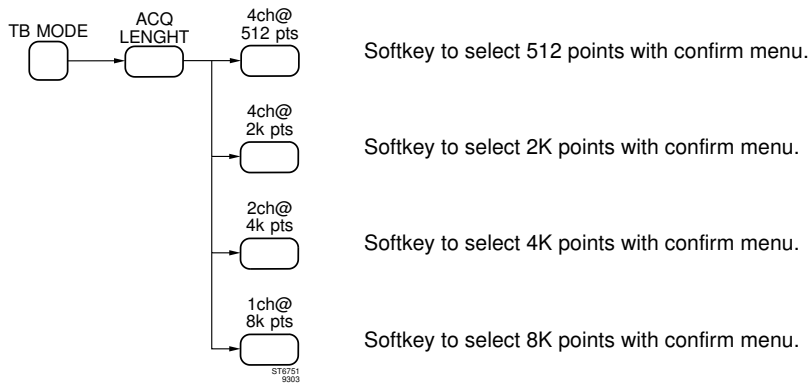 TB MODE
ACQ
LENGHT
4ch@
512 pts
Softkey to select 512 points with confirm menu.
4ch@
2k pts
Softkey to select 2K points with confirm menu.
2ch@
4k pts
Softkey to select 4K points with confirm menu.
1ch@
8k pts
Softkey to select 8K points with confirm menu.
ST6751
9303